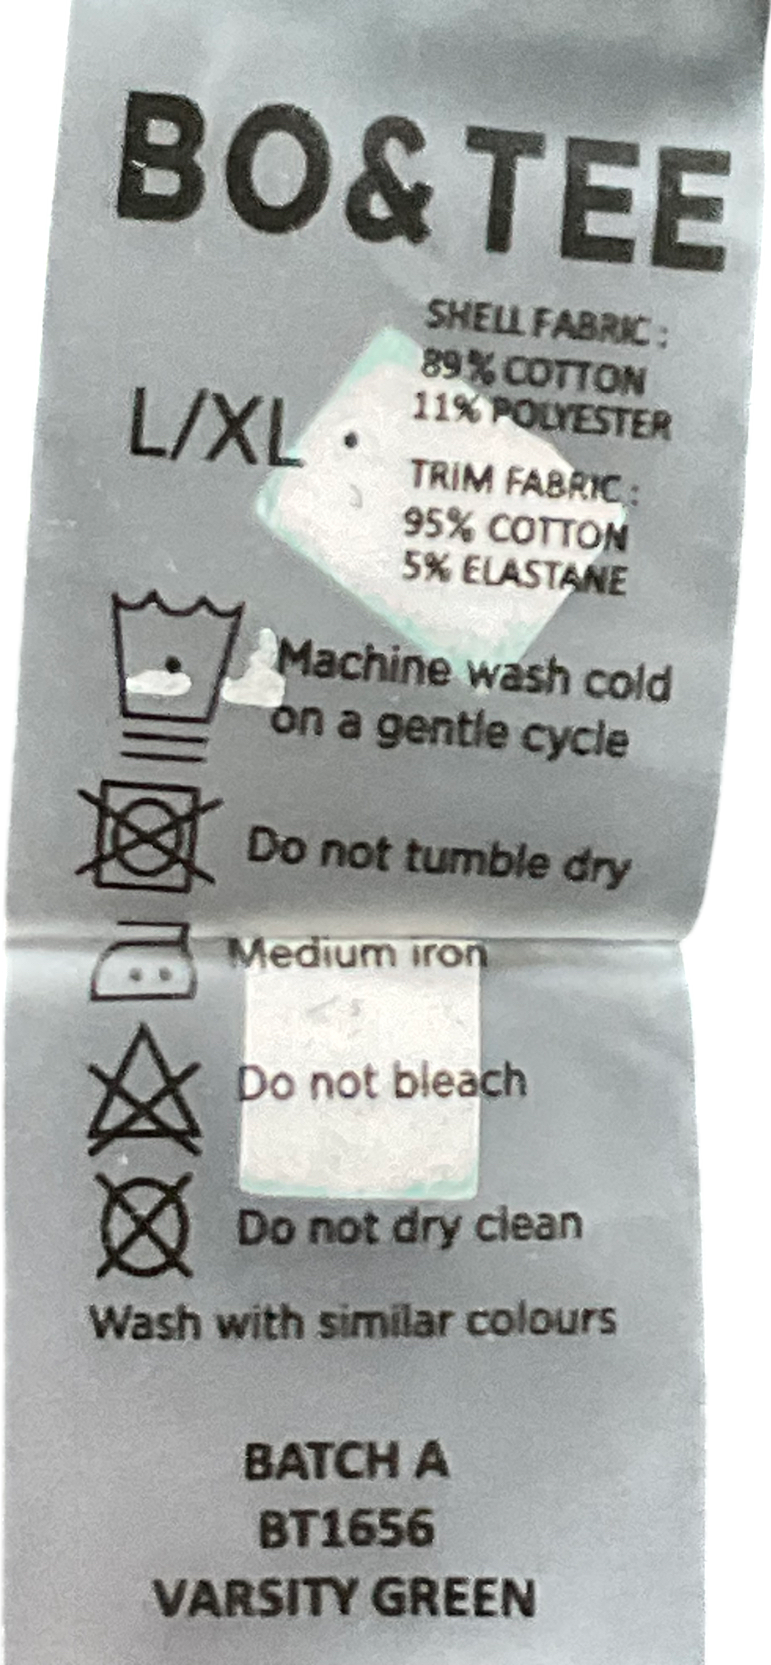 BO&TEE
L/XL
SHELL FABRIC :
89% COTTON
11% POLYESTER
TRIM FABRIC :
95% COTTON
5% ELASTANE
Machine wash cold
on a gentle cycle
Do not tumble dry
Medium iron
Do not bleach
Do not dry clean
Wash with similar colours
BATCH A
BT1656
VARSITY GREEN